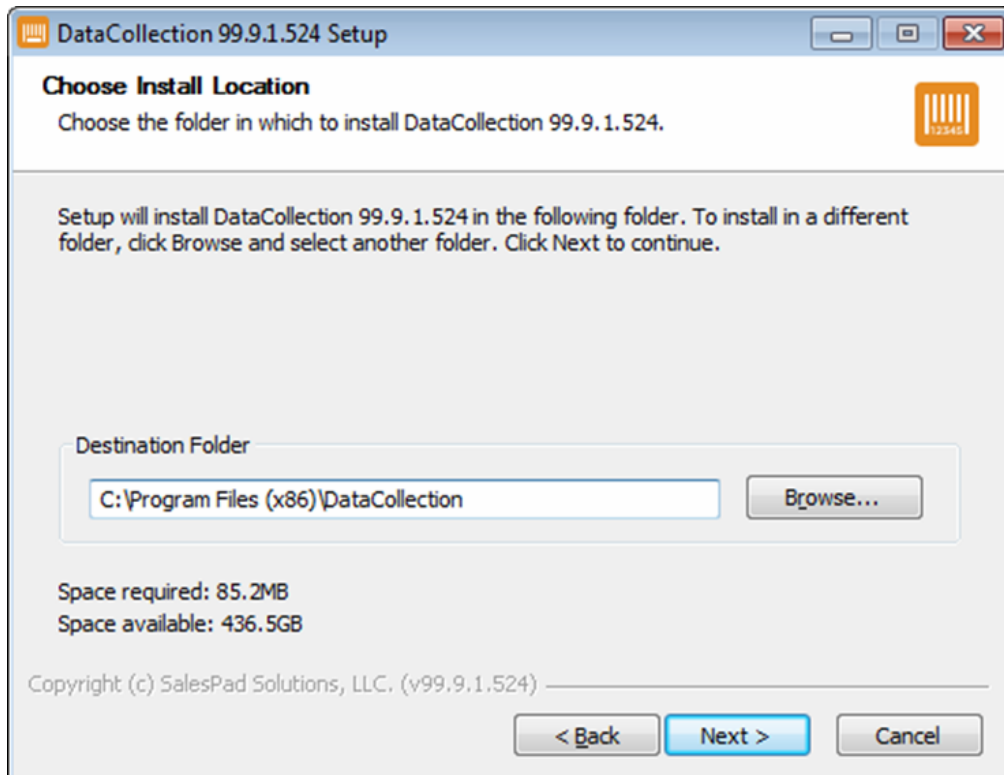 DataCollection 99.9.1.524 Setup
Choose Install Location
Choose the folder in which to install DataCollection 99.9.1.524.
12345
Setup will install DataCollection 99.9.1.524 in the following folder. To install in a different
folder, click Browse and select another folder. Click Next to continue.
Destination Folder
C:\Program Files (x86)\DataCollection
Browse...
Space required: 85.2MB
Space available: 436.5GB
Copyright (c) SalesPad Solutions, LLC. (v99.9.1.524)
< Back
Next >
Cancel